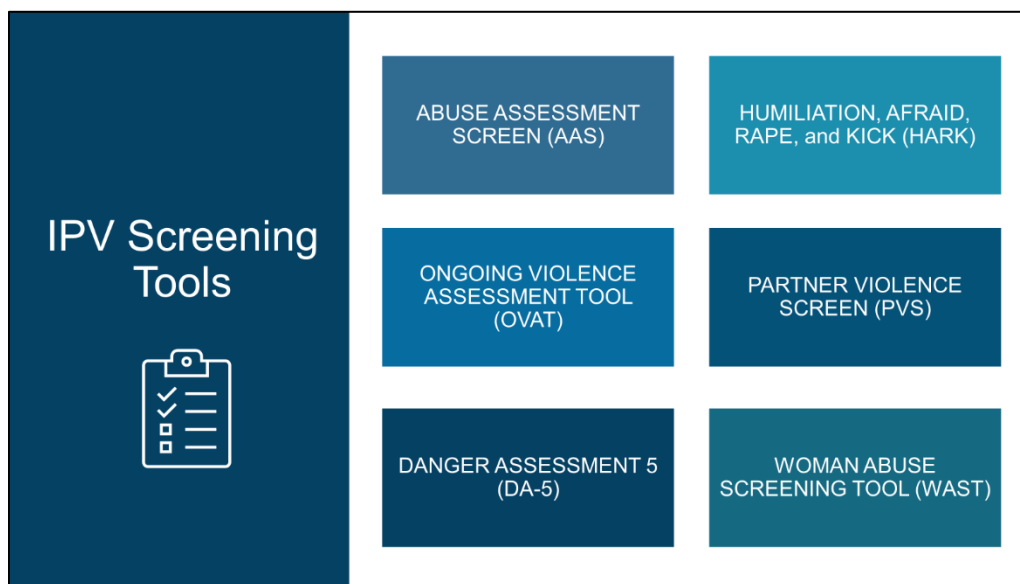 IPV Screening
Tools
ABUSE ASSESSMENT
SCREEN (AAS)
HUMILIATION, AFRAID,
RAPE, and KICK (HARK)
ONGOING VIOLENCE
ASSESSMENT TOOL
(OVAT)
PARTNER VIOLENCE
SCREEN (PVS)
DANGER ASSESSMENT 5
(DA-5)
WOMAN ABUSE
SCREENING TOOL (WAST)